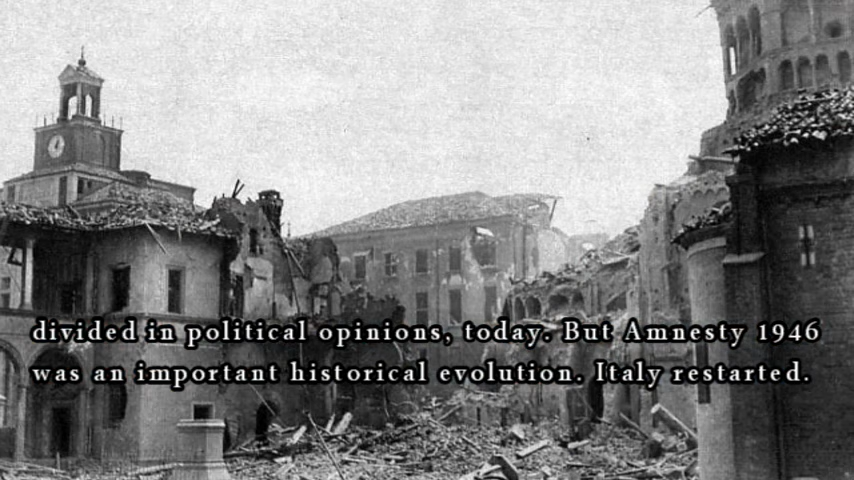 divided in political opinions, today. But Amnesty 1946
was an important historical evolution. Italy restarted.